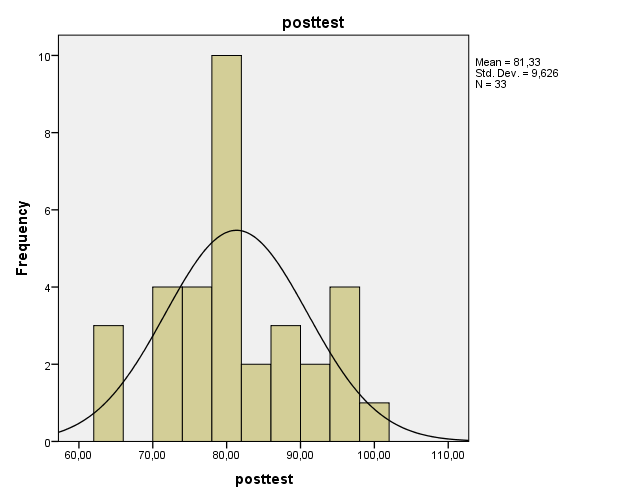 posttest
Mean = 81,33
Std. Dev. = 9,626
N = 33
10
8
6
4
2
0
Frequency
60,00 70,00 80,00 90,00 100,00 110,00
posttest